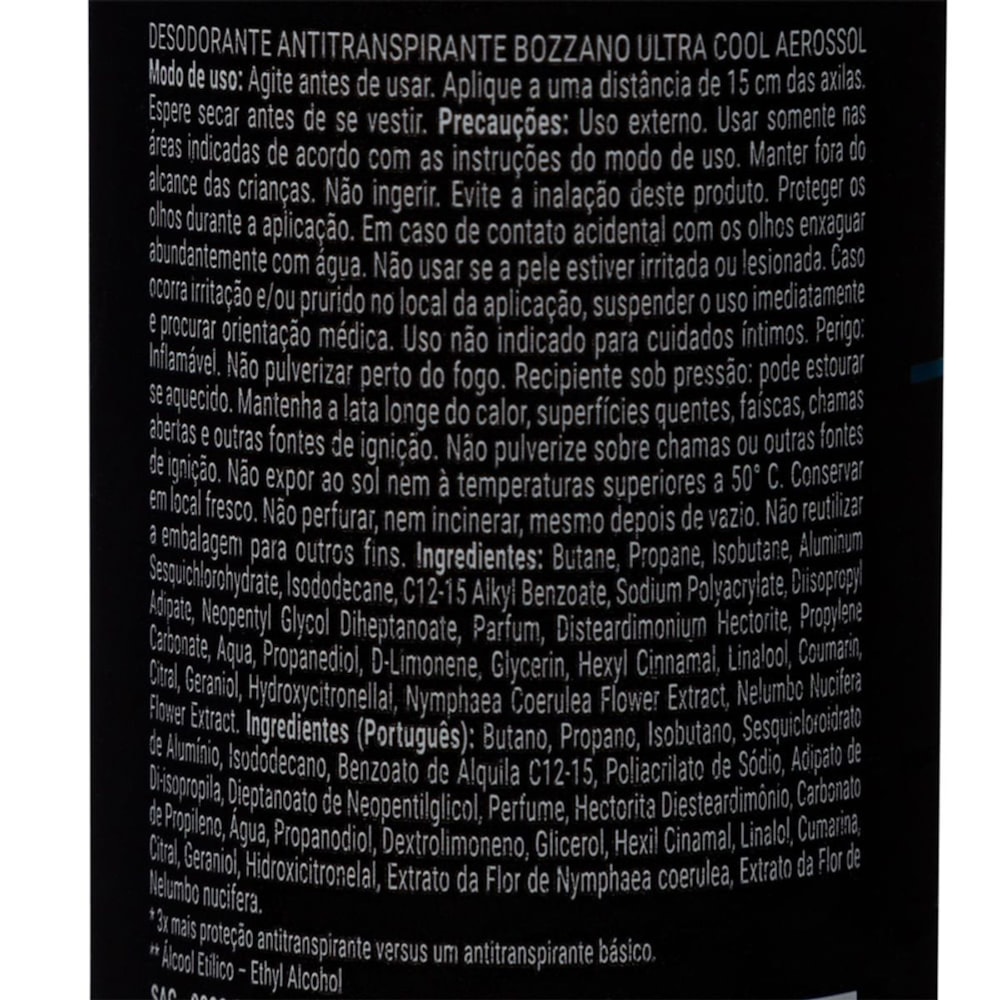 DESODORANTE ANTITRANSPIRANTE BOZZANO ULTRA COOL AEROSSOL
Modo de uso: Agite antes de usar. Aplique a uma distância de 15 cm das axilas.
Espere secar antes de se vestir. Precauções: Uso externo. Usar somente nas
áreas indicadas de acordo com as instruções do modo de uso. Manter fora do
alcance das crianças. Não ingerir. Evite a inalação deste produto. Proteger os
olhos durante a aplicação. Em caso de contato acidental com os olhos enxaguar
abundantemente com água. Não usar se a pele estiver irritada ou lesionada. Caso
ocorra irritação e/ou prurido no local da aplicação, suspender o uso imediatamente
e procurar orientação médica. Uso não indicado para cuidados íntimos. Perigo:
Inflamável. Não pulverizar perto do fogo. Recipiente sob pressão: pode estourar
se aquecido. Mantenha a lata longe do calor, superfícies quentes, faíscas, chamas
abertas e outras fontes de ignição. Não pulverize sobre chamas ou outras fontes
de ignição. Não expor ao sol nem à temperaturas superiores a 50° C. Conservar
em local fresco. Não perfurar, nem incinerar, mesmo depois de vazio. Não reutilizar
a embalagem para outros fins. Ingredientes: Butane, Propane, Isobutane, Aluminum
Sesquichlorohydrate, Isododecane, C12-15 Alkyl Benzoate, Sodium Polyacrylate, Diisopropyl
Adipate, Neopentyl Glycol Diheptanoate, Parfum, Disteardimonium Hectorite, Propylene
Carbonate, Aqua, Propanediol, D-Limonene, Glycerin, Hexyl Cinnamal, Linalool, Coumarin,
Citral, Geraniol, Hydroxycitronellal, Nymphaea Coerulea Flower Extract, Nelumbo Nucifera
Flower Extract. Ingredientes (Português): Butano, Propano, Isobutano, Sesquicloroidrato
de Alumínio, Isododecano, Benzoato de Alquila C12-15, Poliacrilato de Sódio, Adipato de
Di-isopropila, Dieptanoato de Neopentilglicol, Perfume, Hectorita Diesteardimônio, Carbonato
de Propileno, Água, Propanodiol, Dextrolimoneno, Glicerol, Hexil Cinamal, Linalol, Cumarina,
Citral, Geraniol, Hidroxicitronelal, Extrato da Flor de Nymphaea coerulea, Extrato da Flor de
Nelumbo nucifera.
* 3x mais proteção antitranspirante versus um antitranspirante básico.
** Álcool Etílico – Ethyl Alcohol
SAC